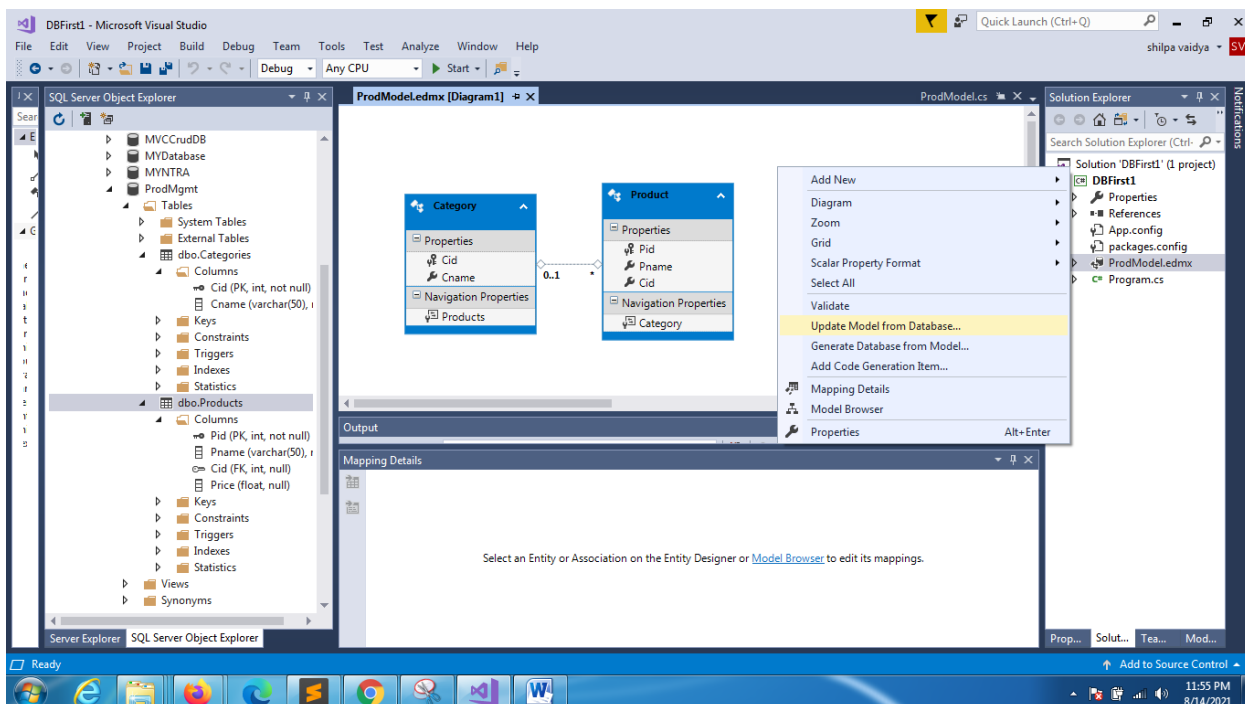 DBFirst1 - Microsoft Visual Studio
Quick Launch (Ctrl+Q)
File Edit View Project Build Debug Team Tools Test Analyze Window Help
shilpa vaidya
SV
Debug
Any CPU
Start
SQL Server Object Explorer
ProdModel.edmx [Diagram1]
ProdModel.cs
Solution Explorer
Notifications
Sear
Search Solution Explorer (Ctrl-
MVCCrudDB
MYDatabase
MYNTRA
ProdMgmt
Tables
System Tables
External Tables
dbo.Categories
Columns
Cid (PK, int, not null)
Cname (varchar(50),
Keys
Constraints
Triggers
Indexes
Statistics
dbo.Products
Columns
Pid (PK, int, not null)
Pname (varchar(50),
Cid (FK, int, null)
Price (float, null)
Keys
Constraints
Triggers
Indexes
Statistics
Views
Synonyms
Server Explorer
SQL Server Object Explorer
Category
Properties
Cid
Cname
Navigation Properties
Products
0..1
*
Product
Properties
Pid
Pname
Cid
Navigation Properties
Category
Add New
Diagram
Zoom
Grid
Scalar Property Format
Select All
Validate
Update Model from Database...
Generate Database from Model...
Add Code Generation Item...
Mapping Details
Model Browser
Properties Alt+Enter
Solution 'DBFirst1' (1 project)
DBFirst1
Properties
References
App.config
packages.config
ProdModel.edmx
Program.cs
Output
Mapping Details
Select an Entity or Association on the Entity Designer or Model Browser to edit its mappings.
Prop... Solut... Tea... Mod...
Ready
Add to Source Control
11:55 PM
8/14/2021